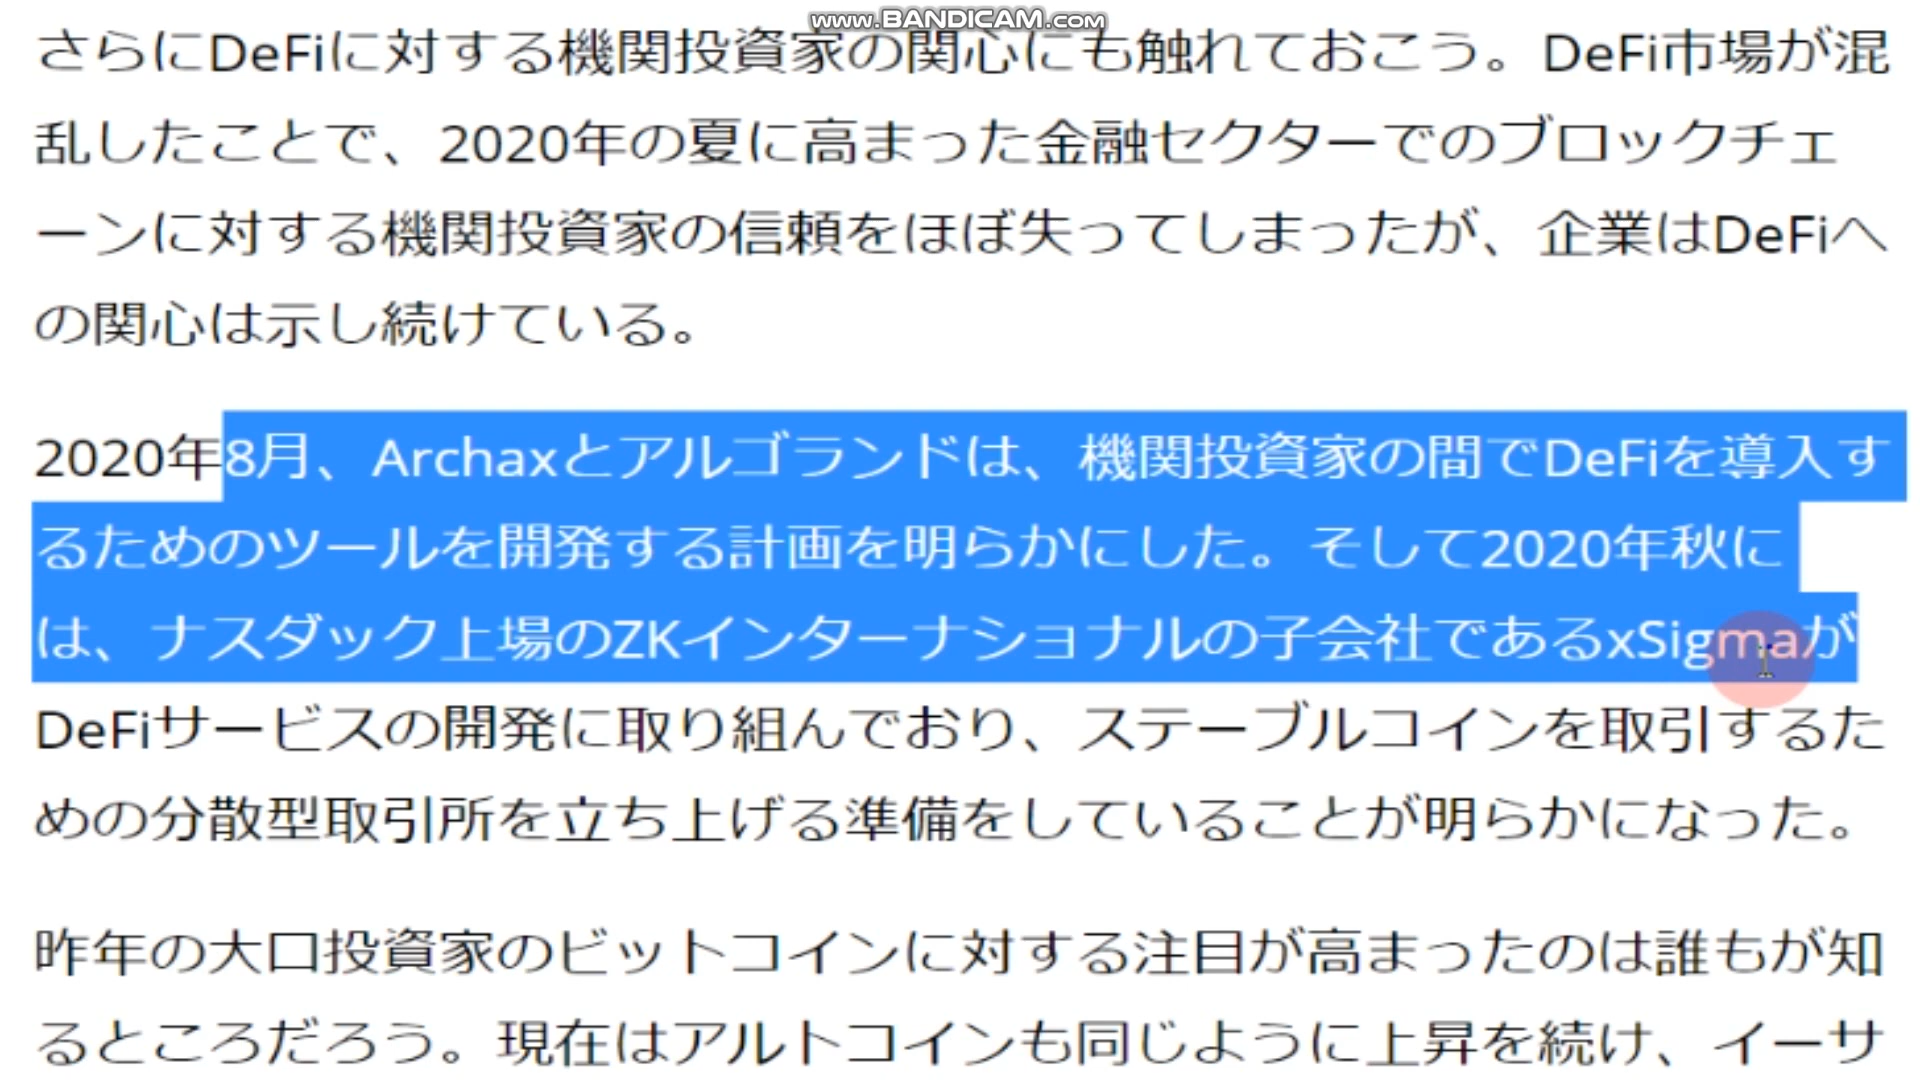 www.BANDICAM.com
さらにDeFiに対する機関投資家の関心にも触れておこう。DeFi市場が混
乱したことで、2020年の夏に高まった金融セクターでのブロックチェ
ーンに対する機関投資家の信頼をほぼ失ってしまったが、企業はDeFiへ
の関心は示し続けている。
2020年8月、Archaxとアルゴランドは、機関投資家の間でDeFiを導入す
るためのツールを開発する計画を明らかにした。そして2020年秋に
は、ナスダック上場のZKインターナショナルの子会社であるxSigmaが
DeFiサービスの開発に取り組んでおり、ステーブルコインを取引するた
めの分散型取引所を立ち上げる準備をしていることが明らかになった。
昨年の大口投資家のビットコインに対する注目が高まったのは誰もが知
るところだろう。現在はアルトコインも同じように上昇を続け、イーサ